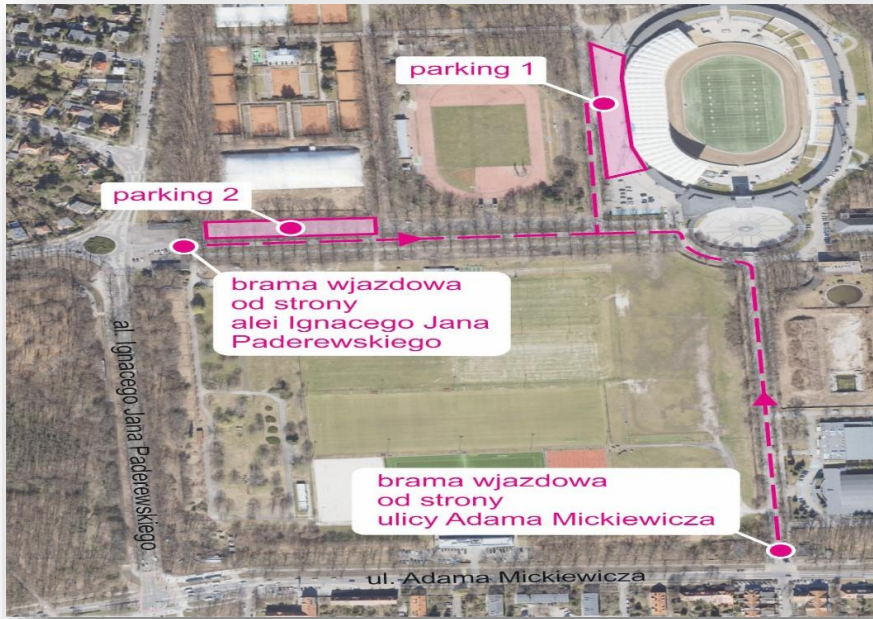 parking 1
parking 2
brama wjazdowa
od strony
alei Ignacego Jana
Paderewskiego
al. Ignacego Jana Paderewskiego
brama wjazdowa
od strony
ulicy Adama Mickiewicza
ul. Adama Mickiewicza